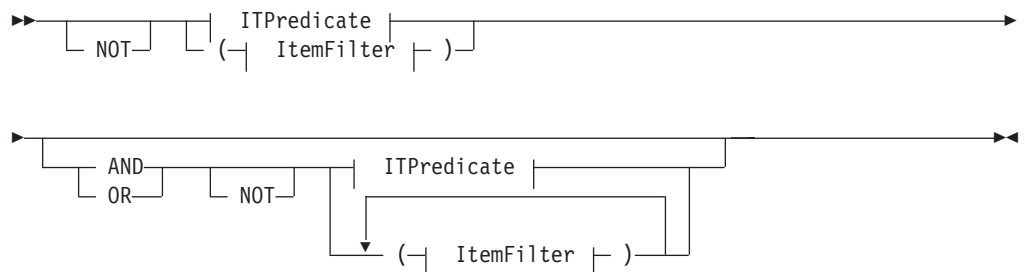 ITPredicate
NOT ( ItemFilter )
AND ITPredicate
OR NOT
( ItemFilter )